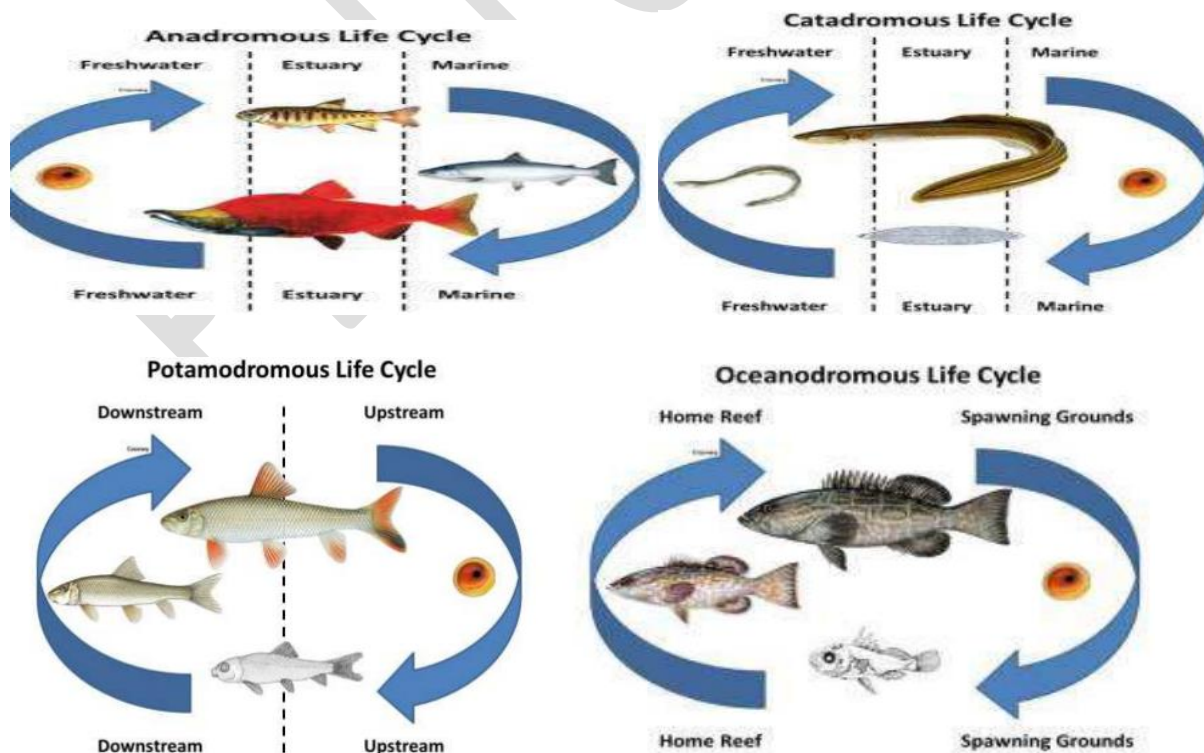 Anadromous Life Cycle
Freshwater Estuary Marine
Freshwater Estuary Marine
Catadromous Life Cycle
Freshwater Estuary Marine
Freshwater Estuary Marine
Potamodromous Life Cycle
Downstream Upstream
Downstream Upstream
Oceanodromous Life Cycle
Home Reef Spawning Grounds
Home Reef Spawning Grounds